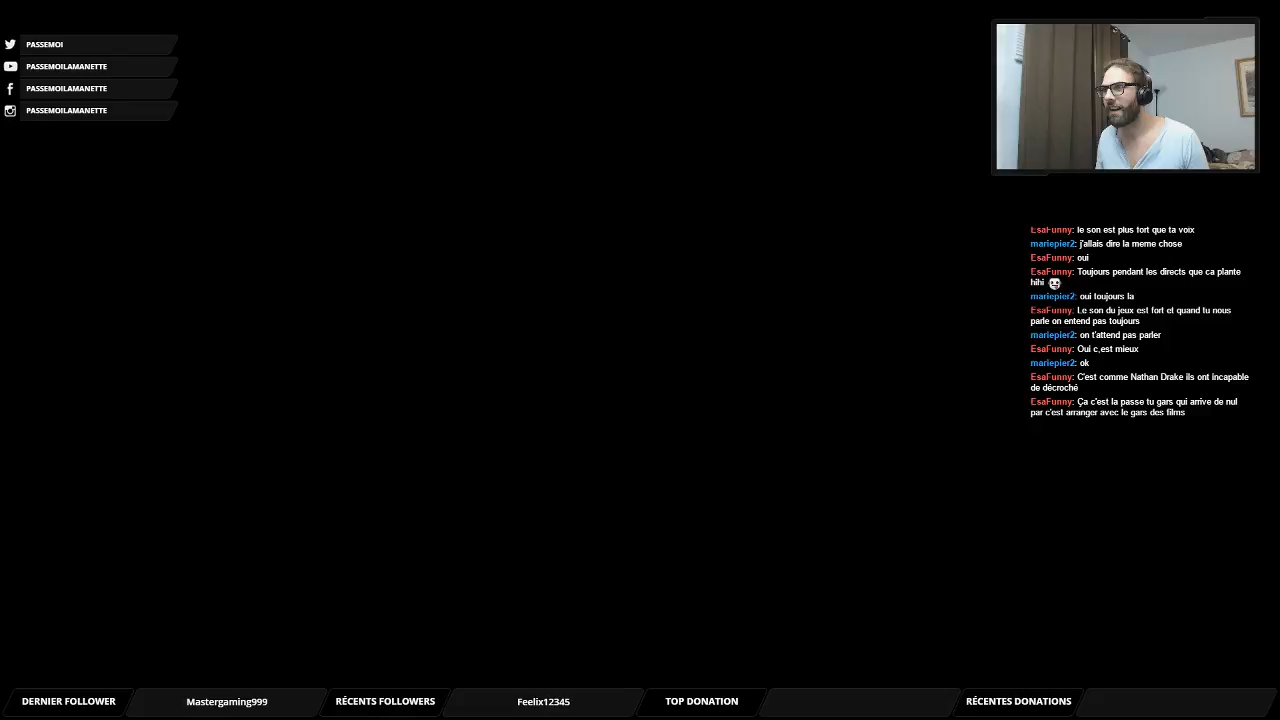 PASSEMOI
PASSEMOILAMANETTE
PASSEMOILAMANETTE
PASSEMOILAMANETTE
EsaFunny: le son est plus fort que ta voix
mariepier2: j'allais dire la meme chose
EsaFunny: oui
EsaFunny: Toujours pendant les directs que ca plante
hihi
mariepier2: oui toujours la
EsaFunny: Le son du jeux est fort et quand tu nous
parle on entend pas toujours
mariepier2: on t'attend pas parler
EsaFunny: Oui c,est mieux
mariepier2: ok
EsaFunny: C'est comme Nathan Drake ils ont incapable
de décroché
EsaFunny: Ça c'est la passe tu gars qui arrive de nul
par c'est arranger avec le gars des films
DERNIER FOLLOWER Mastergaming999 RÉCENTS FOLLOWERS Feelix12345 TOP DONATION RÉCENTES DONATIONS